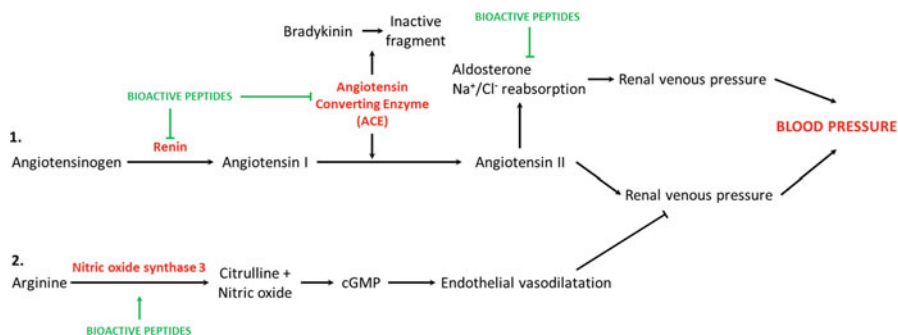 BIOACTIVE PEPTIDES
Bradykinin
Inactive
fragment
Aldosterone
Na⁺/Cl⁻ reabsorption
Renal venous pressure
BIOACTIVE PEPTIDES
Angiotensin
Converting Enzyme
(ACE)
BLOOD PRESSURE
1.
Renin
Angiotensinogen
Angiotensin I
Angiotensin II
Renal venous pressure
2.
Nitric oxide synthase 3
Arginine
Citrulline +
Nitric oxide
cGMP
Endothelial vasodilatation
BIOACTIVE PEPTIDES